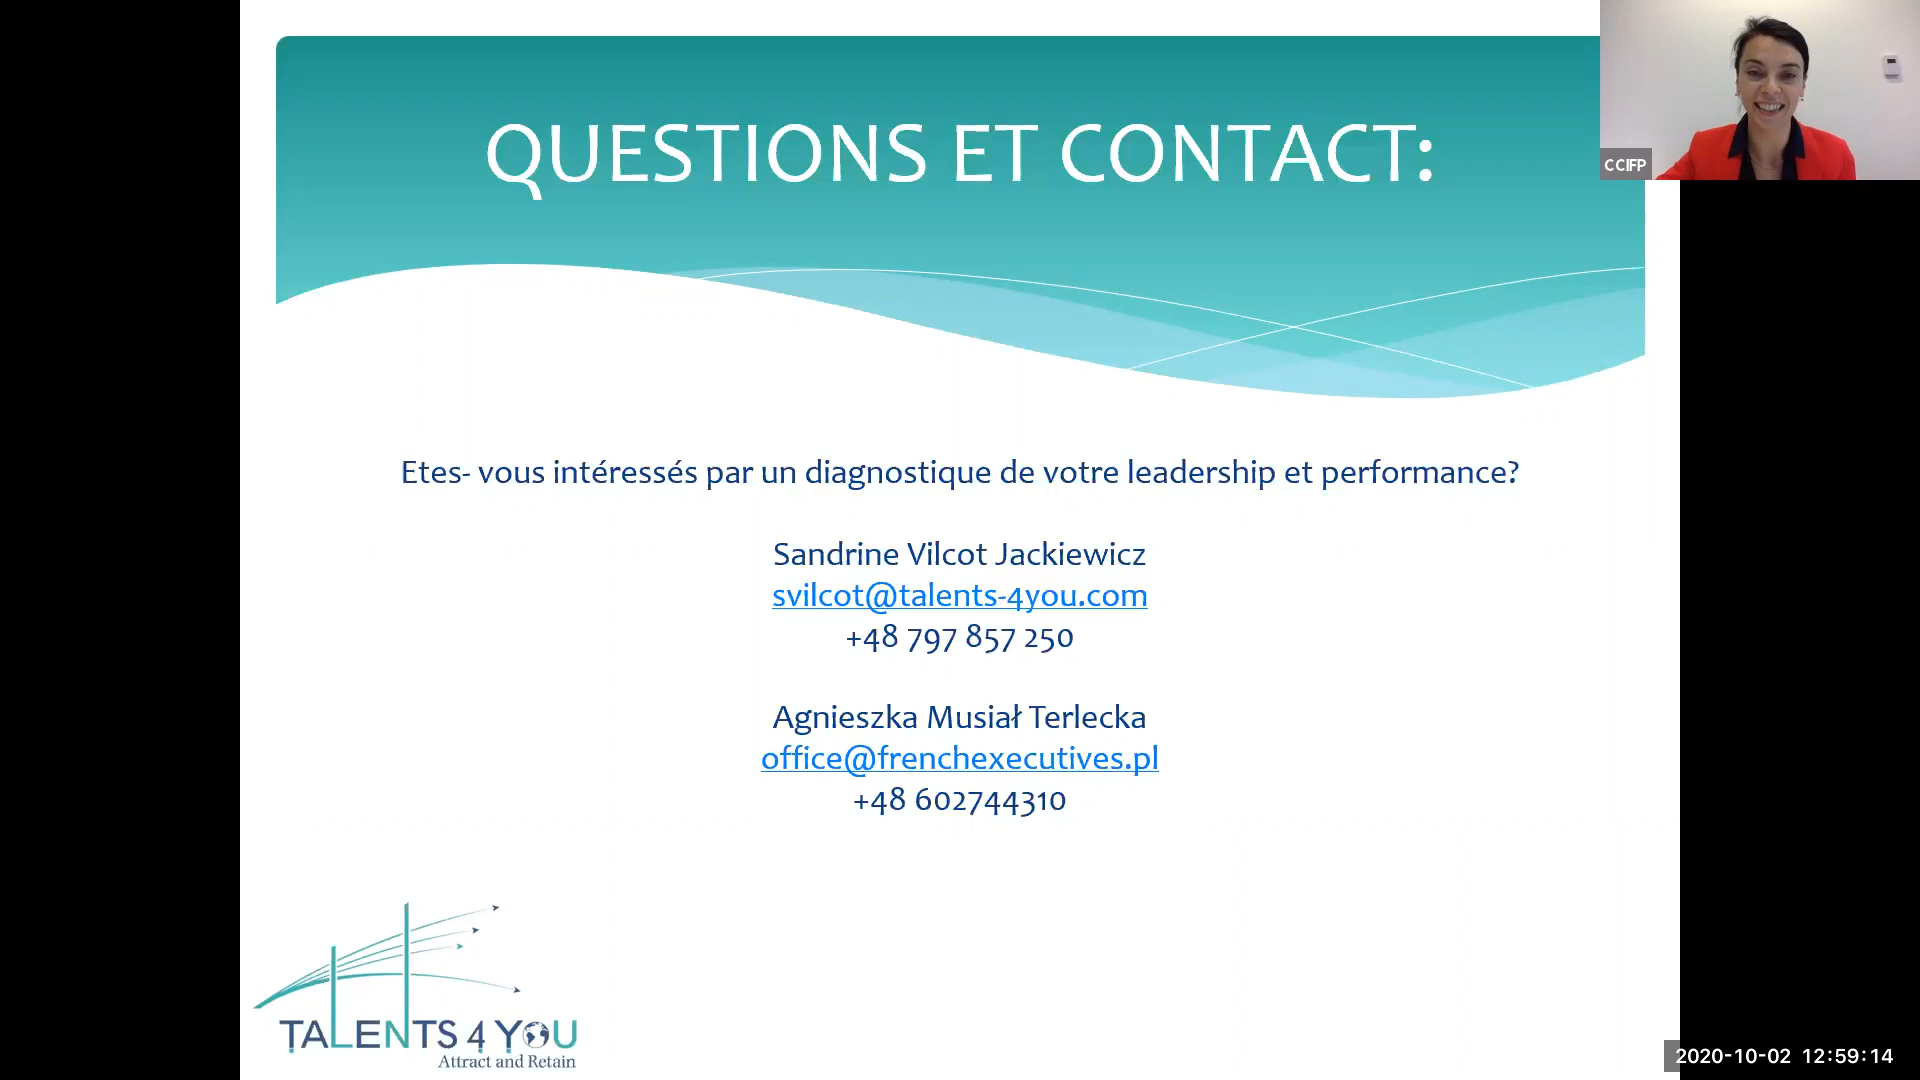 QUESTIONS ET CONTACT:
CCIFP
Etes- vous intéressés par un diagnostique de votre leadership et performance?
Sandrine Vilcot Jackiewicz
svilcot@talents-4you.com
+48 797 857 250
Agnieszka Musiał Terlecka
office@frenchexecutives.pl
+48 602744310
TALENTS 4 YOU
Attract and Retain
2020-10-02 12:59:14